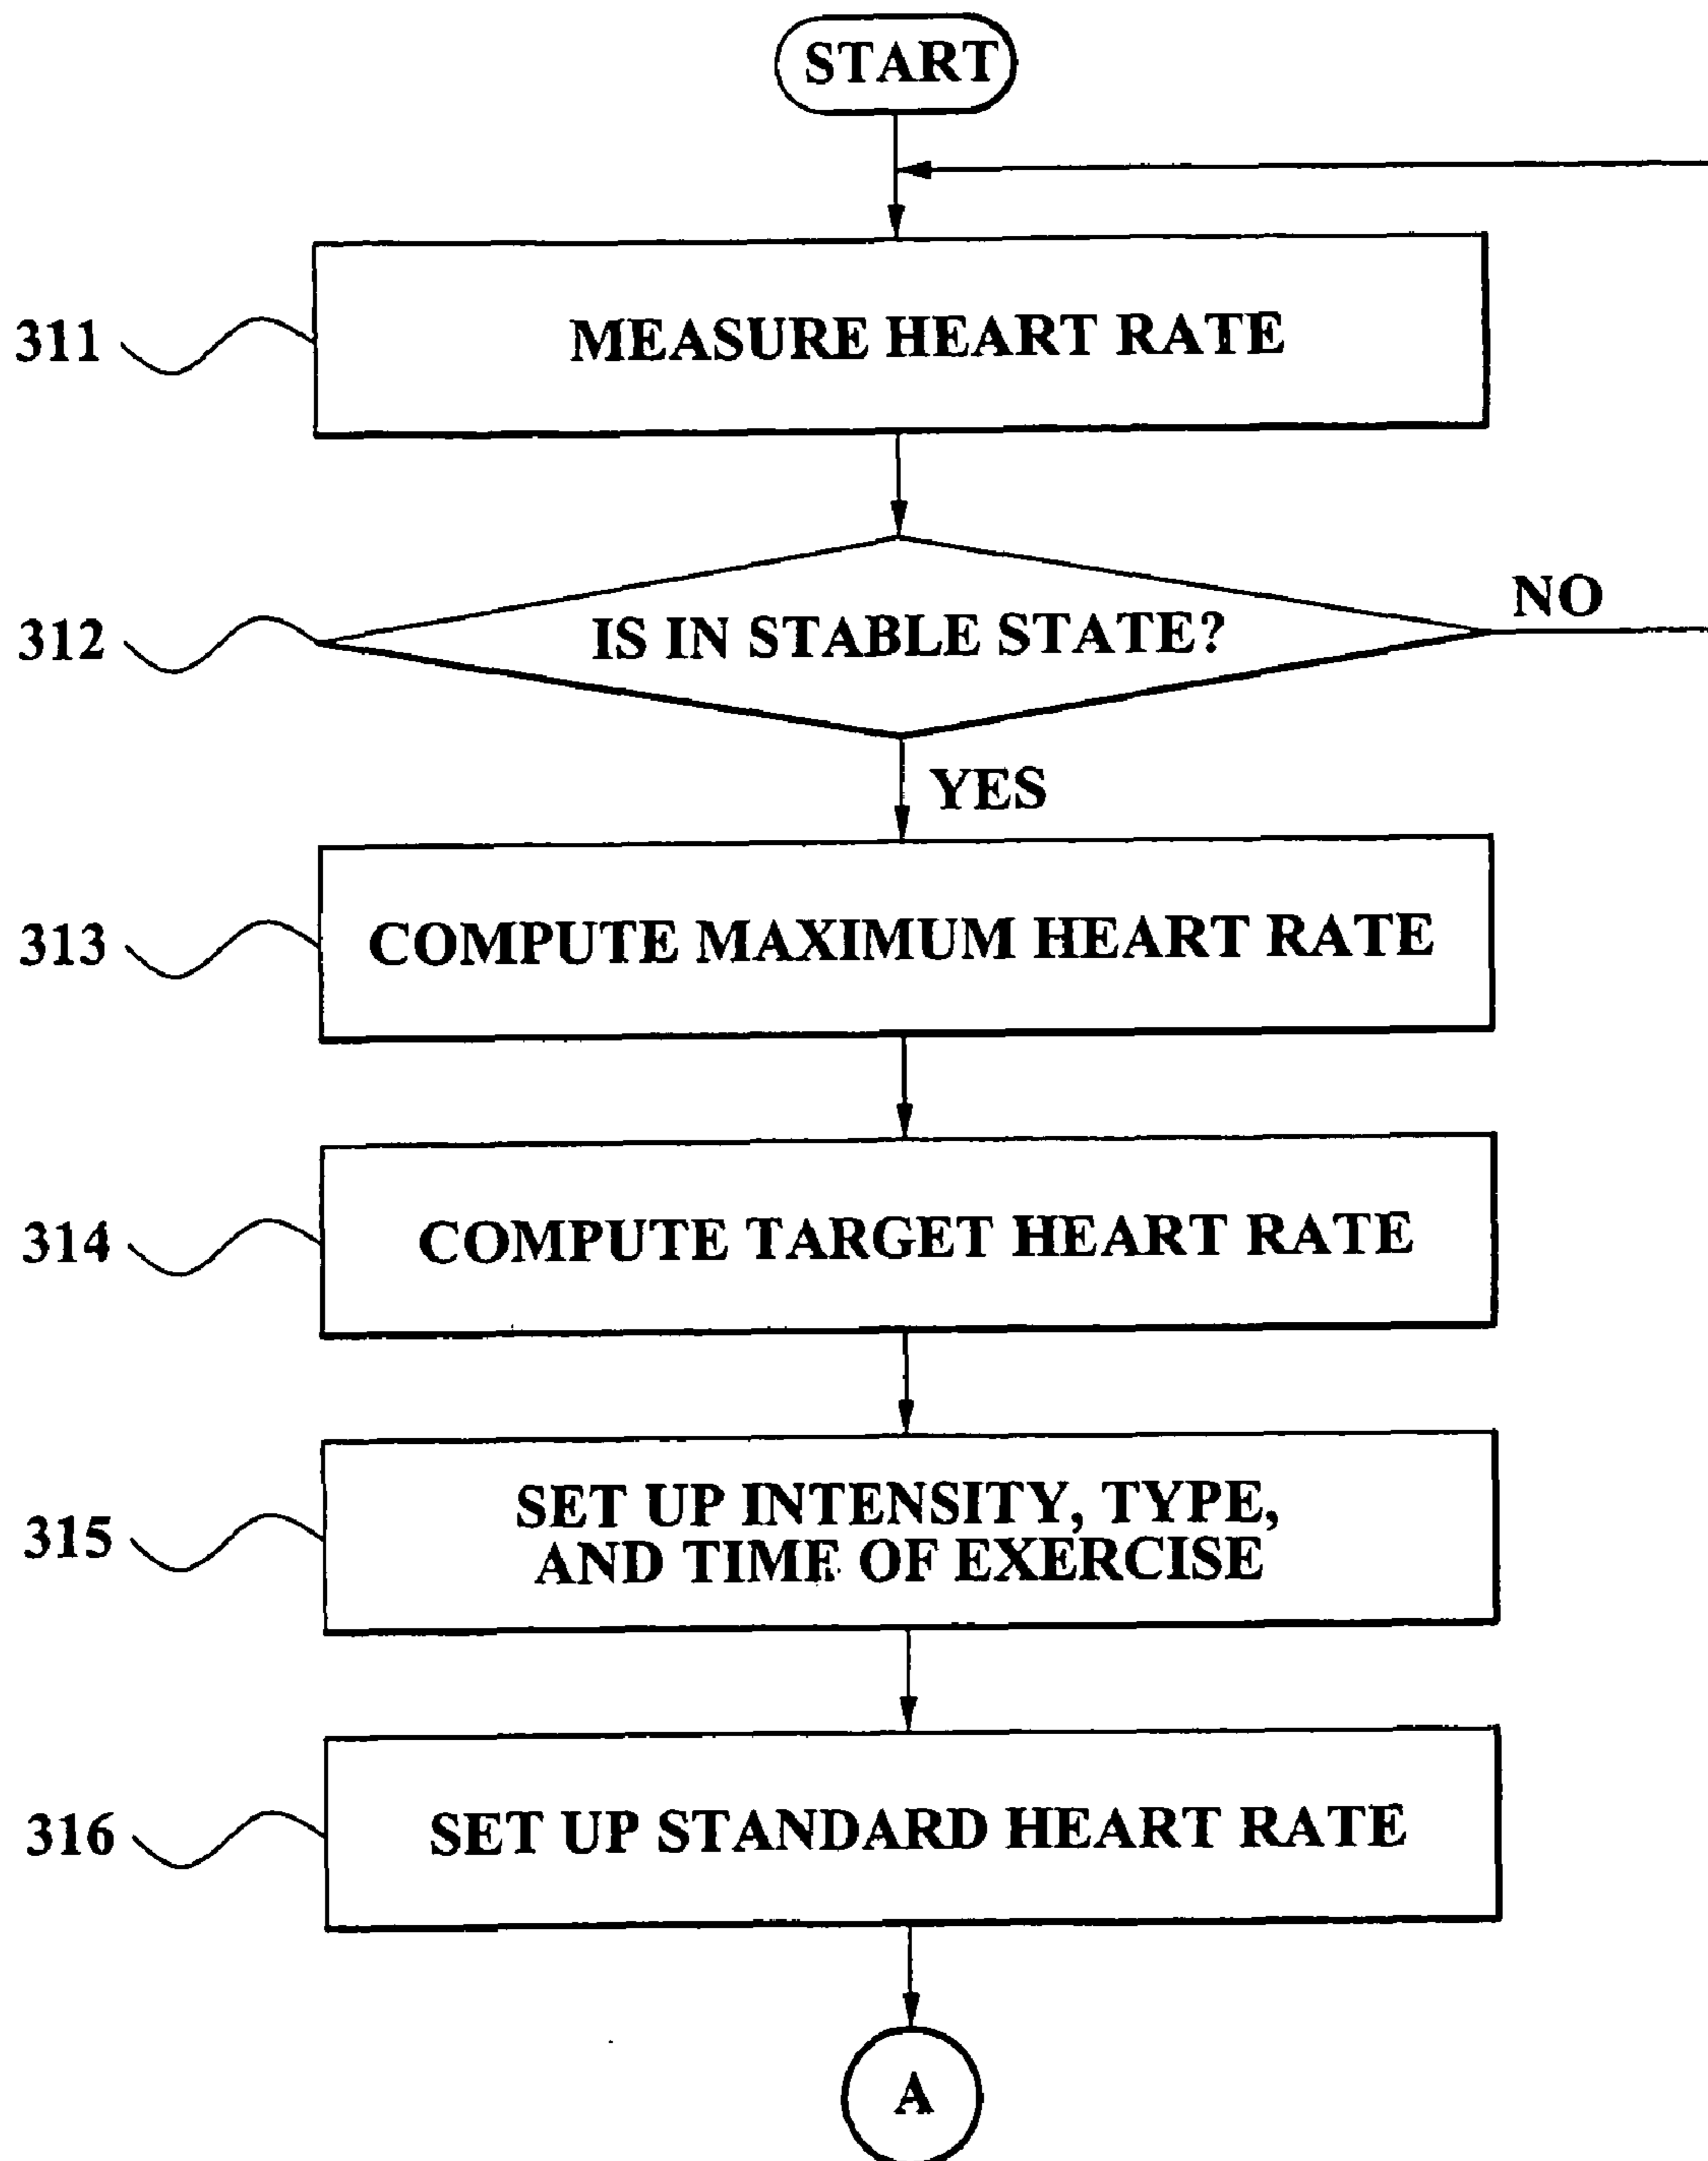 START
311
MEASURE HEART RATE
312
IS IN STABLE STATE?
NO
YES
313
COMPUTE MAXIMUM HEART RATE
314
COMPUTE TARGET HEART RATE
315
SET UP INTENSITY, TYPE,
AND TIME OF EXERCISE
316
SET UP STANDARD HEART RATE
A